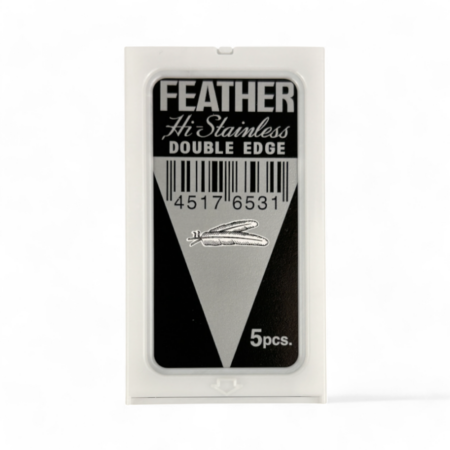 FEATHER
Hi-Stainless
DOUBLE EDGE
4517 6531
5pcs.